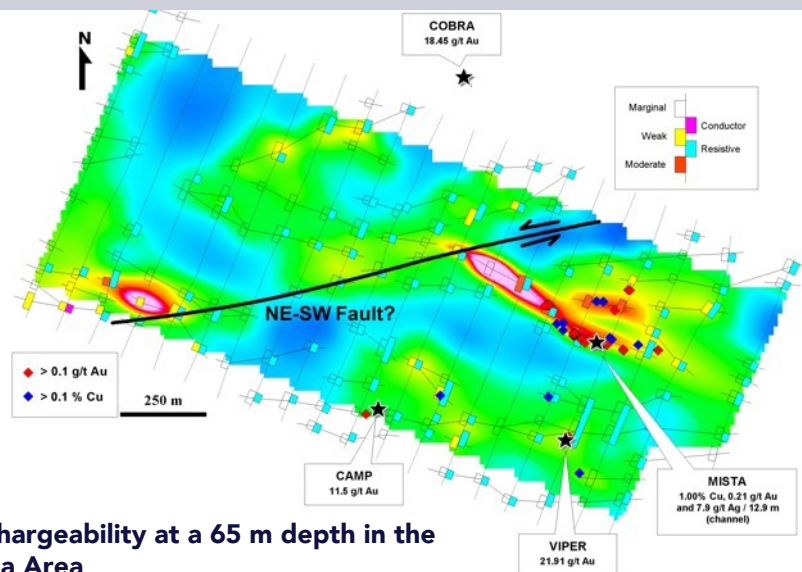 COBRA
18.45 g/t Au
N
Marginal
Conductor
Weak
Resistive
Moderate
NE-SW Fault?
> 0.1 g/t Au
> 0.1 % Cu
250 m
CAMP
11.5 g/t Au
MISTA
1.00% Cu, 0.21 g/t Au
and 7.9 g/t Ag / 12.9 m
(channel)
VIPER
21.91 g/t Au
hargeability at a 65 m depth in the
a Area